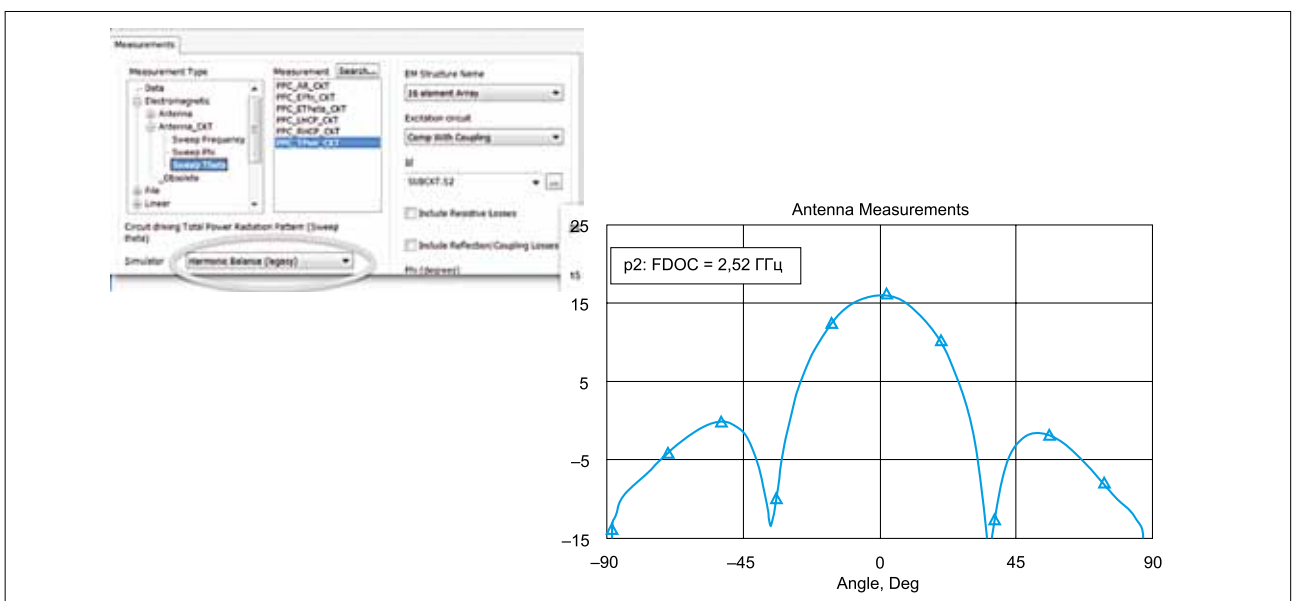 Measurements
Measurement Type
Data
Electromagnetic
Antenna
Antenna_CKT
Sweep Frequency
Sweep Phi
Sweep Theta
_Obsolete
File
Linear
Measurement
Search...
PPC_AR_CKT
PPC_EPhi_CKT
PPC_ETheta_CKT
PPC_LHCP_CKT
PPC_RHCP_CKT
PPC_TPwr_CKT
EM Structure Name
16 element Array
Excitation circuit
Comp With Coupling
SUBCKT.S2
...
Include Resistive Losses
Include Reflection/Coupling Losses
Phi (degrees)
Circuit driving Total Power Radiation Pattern (Sweep
theta)
Simulator
Harmonic Balance (legacy)
Antenna Measurements
p2: FDOC = 2,52 ГГц
25
15
15
5
–5
–15
–90
–45
0
45
90
Angle, Deg